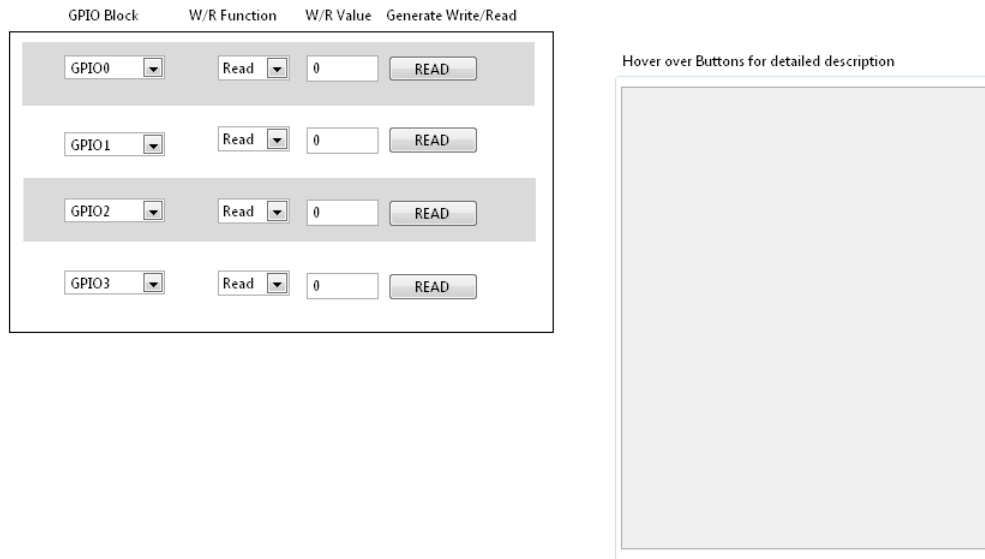 GPIO Block W/R Function W/R Value Generate Write/Read
GPIO0 Read 0 READ
GPIO1 Read 0 READ
GPIO2 Read 0 READ
GPIO3 Read 0 READ
Hover over Buttons for detailed description